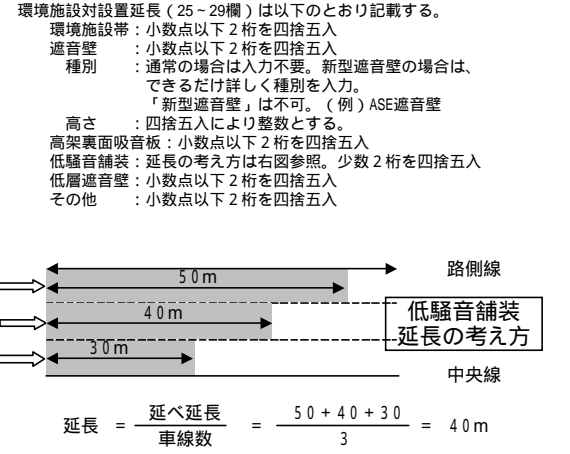 環境施設対設置延長（25～29欄）は以下のとおり記載する。
環境施設帯：小数点以下２桁を四捨五入
遮音壁　　：小数点以下２桁を四捨五入
種別　　：通常の場合は入力不要。新型遮音壁の場合は、
できるだけ詳しく種別を入力。
「新型遮音壁」は不可。（例）ASE遮音壁
高さ　　：四捨五入により整数とする。
高架裏面吸音板：小数点以下２桁を四捨五入
低騒音舗装：延長の考え方は右図参照。少数２桁を四捨五入
低層遮音壁：小数点以下２桁を四捨五入
その他　　：小数点以下２桁を四捨五入
路側線
５０ｍ
４０ｍ
低騒音舗装
延長の考え方
３０ｍ
中央線
延長 ＝ 延べ延長 / 車線数 ＝ ５０＋４０＋３０ / ３ ＝ ４０ｍ